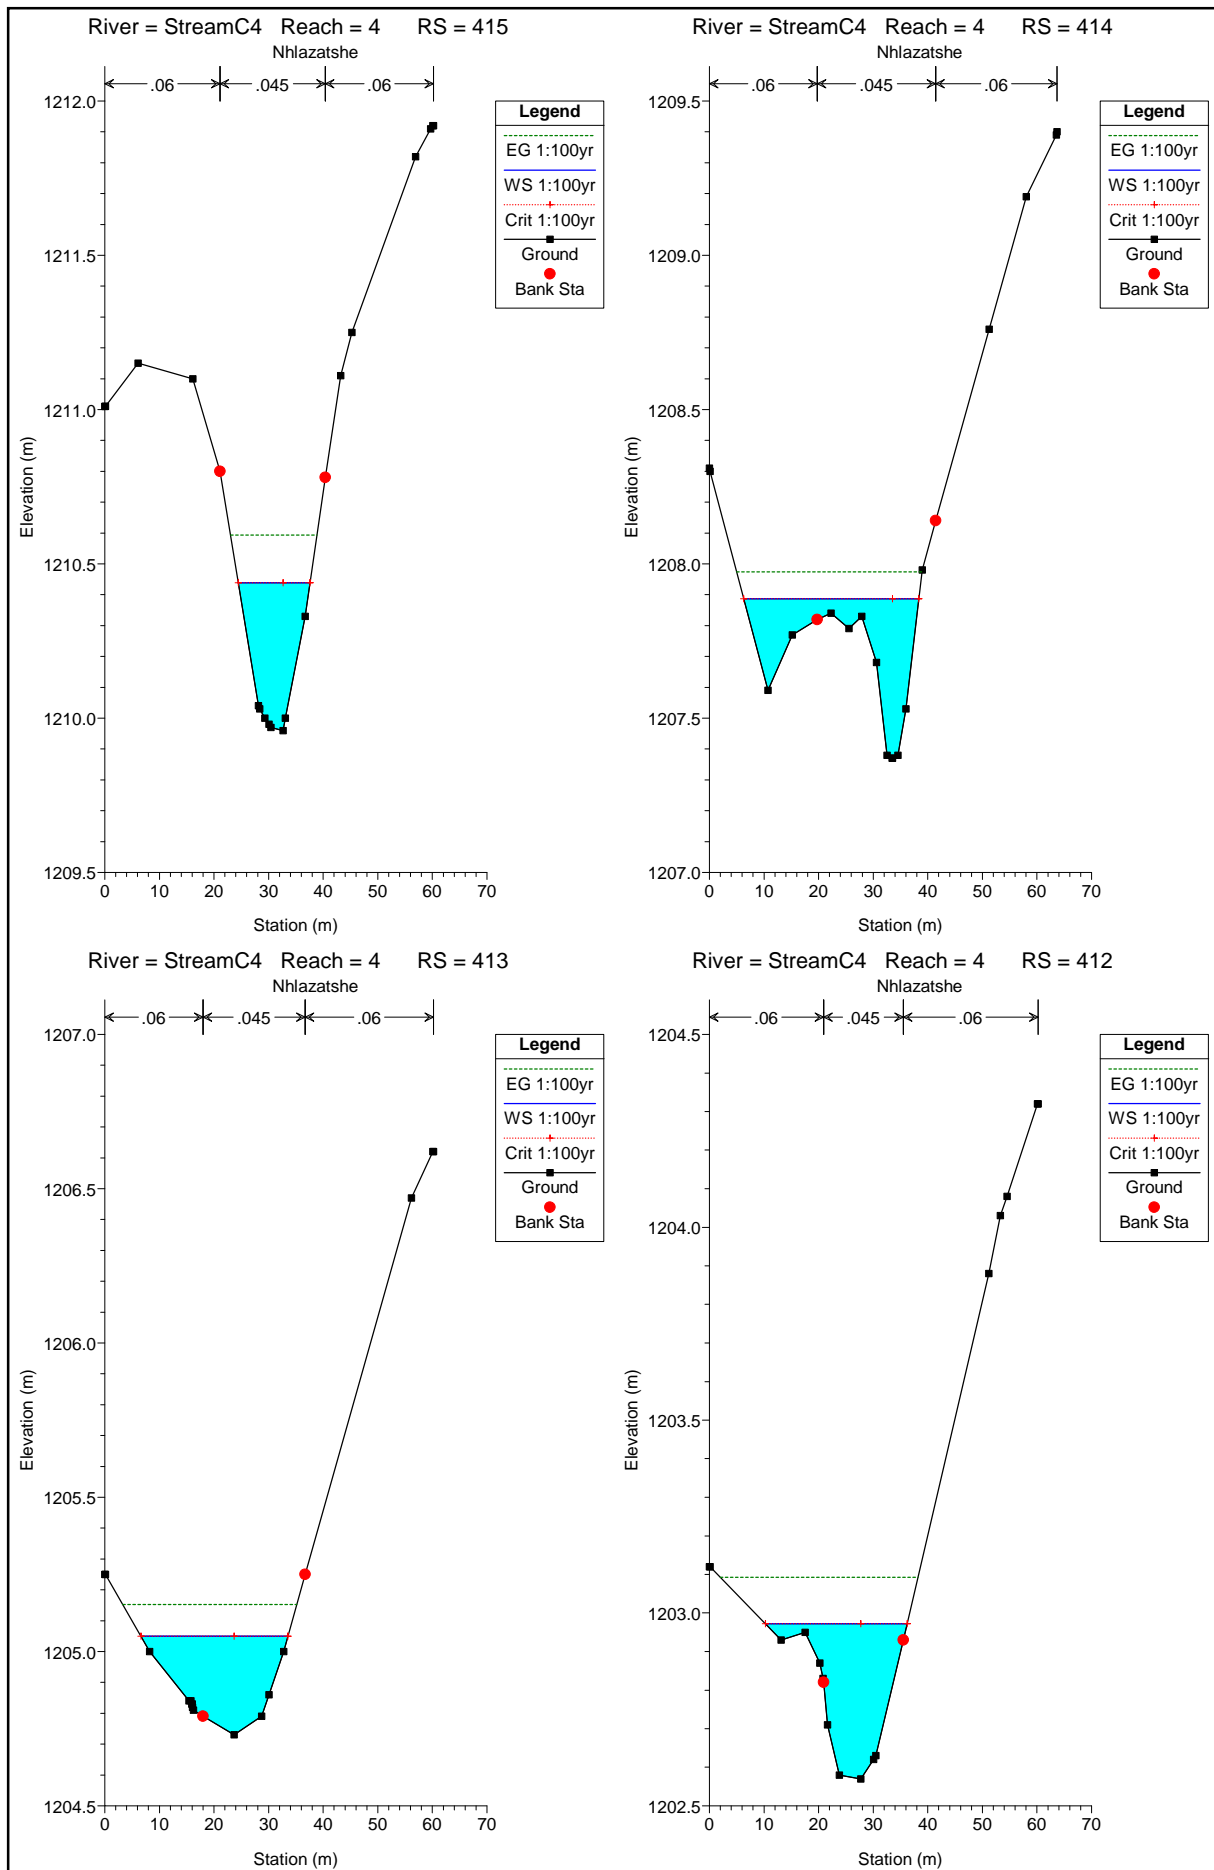 River = StreamC4 Reach = 4 RS = 415
Nhlazatshe
.06 .045 .06
Legend
EG 1:100yr
WS 1:100yr
Crit 1:100yr
Ground
Bank Sta
1212.0
1211.5
1211.0
1210.5
1210.0
1209.5
Elevation (m)
0 10 20 30 40 50 60 70
Station (m)
River = StreamC4 Reach = 4 RS = 414
Nhlazatshe
.06 .045 .06
Legend
EG 1:100yr
WS 1:100yr
Crit 1:100yr
Ground
Bank Sta
1209.5
1209.0
1208.5
1208.0
1207.5
1207.0
Elevation (m)
0 10 20 30 40 50 60 70
Station (m)
River = StreamC4 Reach = 4 RS = 413
Nhlazatshe
.06 .045 .06
Legend
EG 1:100yr
WS 1:100yr
Crit 1:100yr
Ground
Bank Sta
1207.0
1206.5
1206.0
1205.5
1205.0
1204.5
Elevation (m)
0 10 20 30 40 50 60 70
Station (m)
River = StreamC4 Reach = 4 RS = 412
Nhlazatshe
.06 .045 .06
Legend
EG 1:100yr
WS 1:100yr
Crit 1:100yr
Ground
Bank Sta
1204.5
1204.0
1203.5
1203.0
1202.5
Elevation (m)
0 10 20 30 40 50 60 70
Station (m)